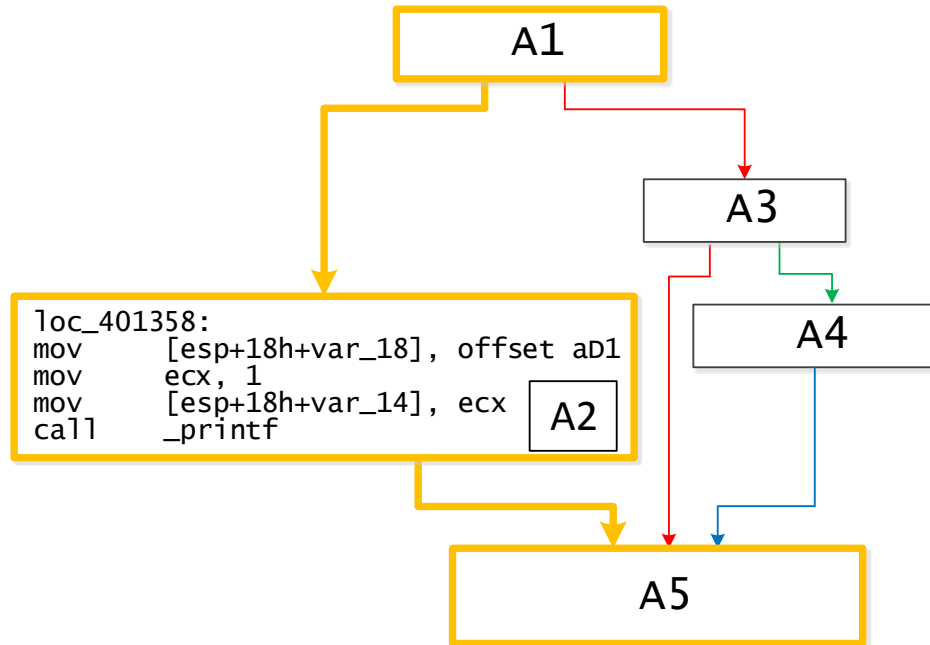 A1
A3
loc_401358:
mov [esp+18h+var_18], offset aD1
mov ecx, 1
mov [esp+18h+var_14], ecx
call _printf
A2
A4
A5